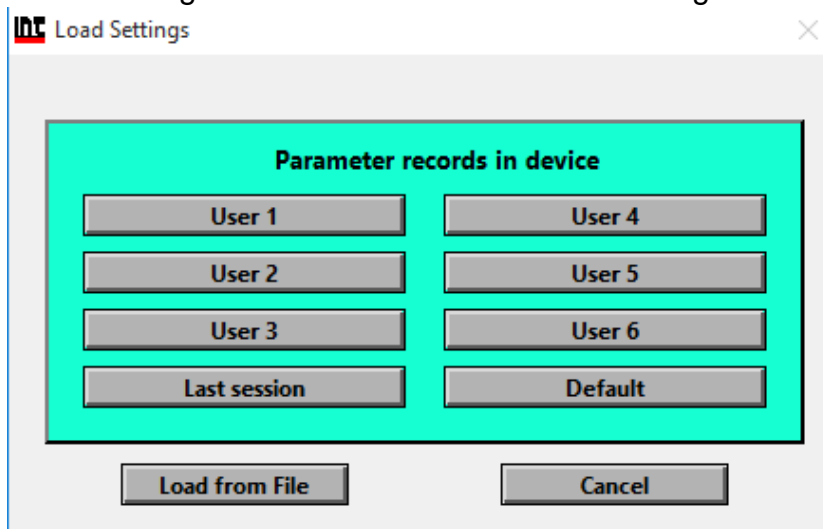 Load Settings
Parameter records in device
User 1
User 4
User 2
User 5
User 3
User 6
Last session
Default
Load from File
Cancel